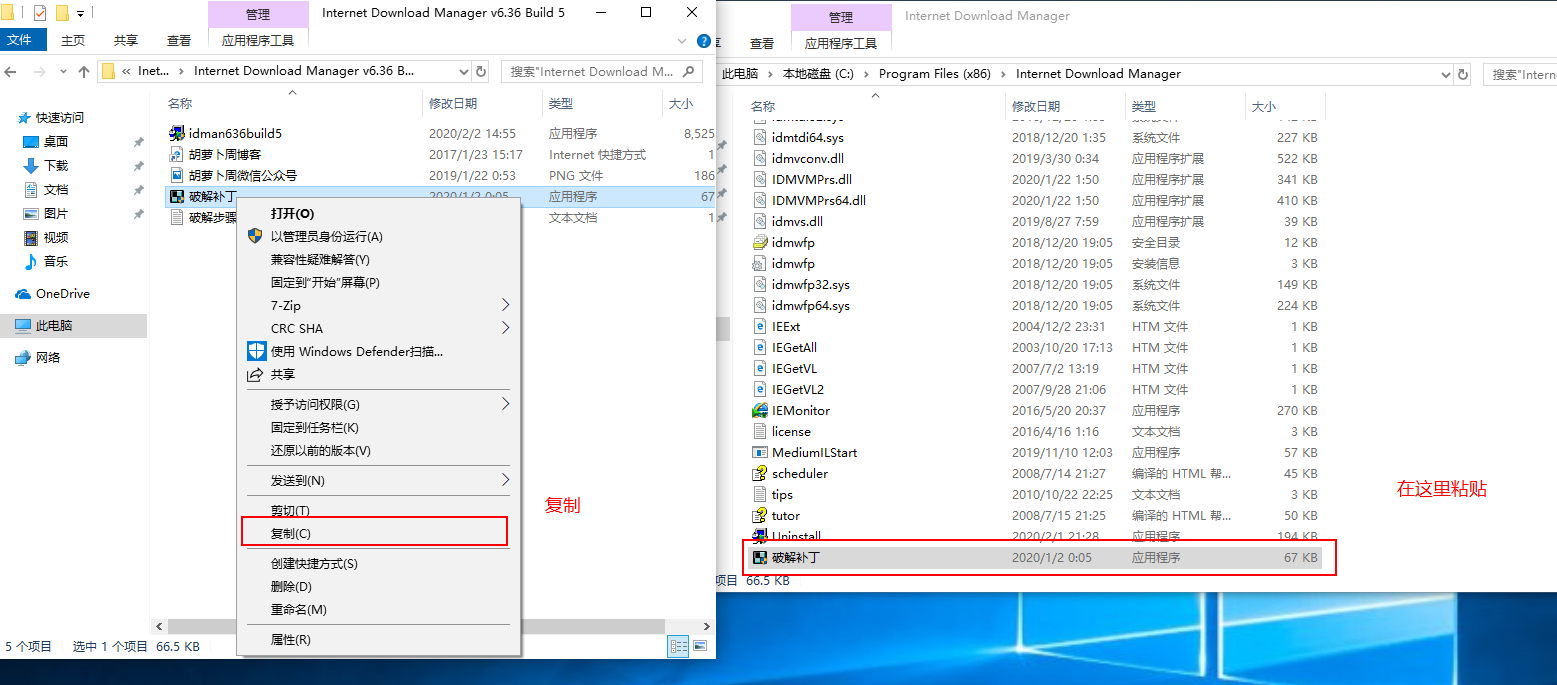 管理
Internet Download Manager v6.36 Build 5
文件
主页
共享
查看
应用程序工具
« Inet... › Internet Download Manager v6.36 B...
搜索"Internet Download M...
名称
修改日期
类型
大小
快速访问
桌面
下载
文档
图片
视频
音乐
OneDrive
此电脑
网络
idman636build5 2020/2/2 14:55 应用程序 8,525
胡萝卜周博客 2017/1/23 15:17 Internet 快捷方式 1
胡萝卜周微信公众号 2019/1/22 0:53 PNG 文件 186
破解补丁 2020/1/2 0:05 应用程序 67
破解步骤 文本文档 1
打开(O)
以管理员身份运行(A)
兼容性疑难解答(Y)
固定到"开始"屏幕(P)
7-Zip
CRC SHA
使用 Windows Defender扫描...
共享
授予访问权限(G)
固定到任务栏(K)
还原以前的版本(V)
发送到(N)
剪切(T)
复制(C)
创建快捷方式(S)
删除(D)
重命名(M)
属性(R)
复制
5 个项目 选中 1 个项目 66.5 KB
管理
Internet Download Manager
查看
应用程序工具
此电脑 › 本地磁盘 (C:) › Program Files (x86) › Internet Download Manager
搜索"Intern
名称
修改日期
类型
大小
idmtdi64.sys 2018/12/20 1:35 系统文件 227 KB
idmvconv.dll 2019/3/30 0:34 应用程序扩展 522 KB
IDMVMPrs.dll 2020/1/22 1:50 应用程序扩展 341 KB
IDMVMPrs64.dll 2020/1/22 1:50 应用程序扩展 410 KB
idmvs.dll 2019/8/27 7:59 应用程序扩展 39 KB
idmwfp 2018/12/20 19:05 安全目录 12 KB
idmwfp 2018/12/20 19:05 安装信息 3 KB
idmwfp32.sys 2018/12/20 19:05 系统文件 149 KB
idmwfp64.sys 2018/12/20 19:05 系统文件 224 KB
IEExt 2004/12/2 23:31 HTM 文件 1 KB
IEGetAll 2003/10/20 17:13 HTM 文件 1 KB
IEGetVL 2007/7/2 13:19 HTM 文件 1 KB
IEGetVL2 2007/9/28 21:06 HTM 文件 1 KB
IEMonitor 2016/5/20 20:37 应用程序 270 KB
license 2016/4/16 1:16 文本文档 3 KB
MediumILStart 2019/11/10 12:03 应用程序 57 KB
scheduler 2008/7/14 21:27 编译的 HTML 帮... 45 KB
tips 2010/10/22 22:25 文本文档 3 KB
tutor 2008/7/15 21:25 编译的 HTML 帮... 50 KB
Uninstall 2020/2/1 21:28 应用程序 194 KB
破解补丁 2020/1/2 0:05 应用程序 67 KB
项目 66.5 KB
在这里粘贴